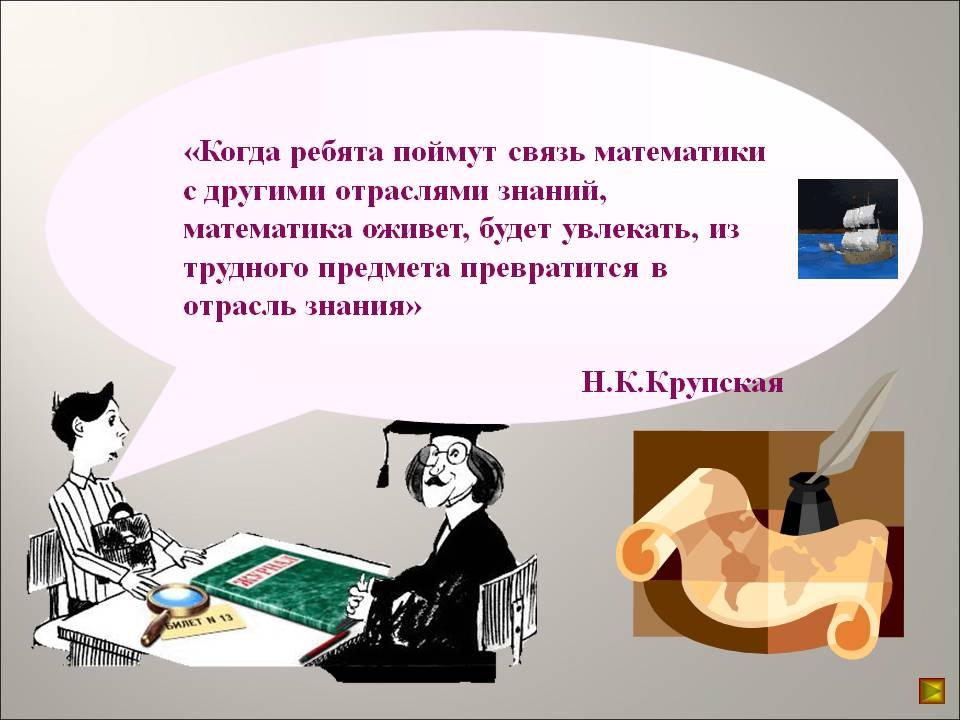 «Когда ребята поймут связь математики
с другими отраслями знаний,
математика оживет, будет увлекать, из
трудного предмета превратится в
отрасль знания»
Н.К.Крупская
ЖУРНАЛ
БИЛЕТ N 13